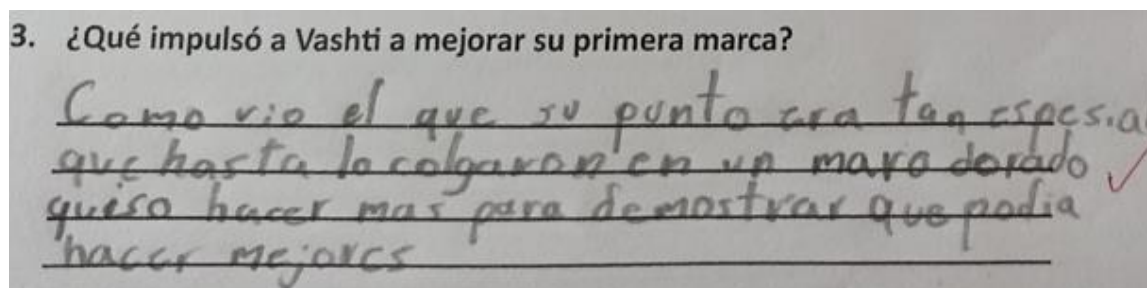 3. ¿Qué impulsó a Vashti a mejorar su primera marca?
Como vio el que su punto era tan espesia
que hasta lo colgaron en un maro dorado
quiso hacer mas para demostrar que podia
hacer mejores